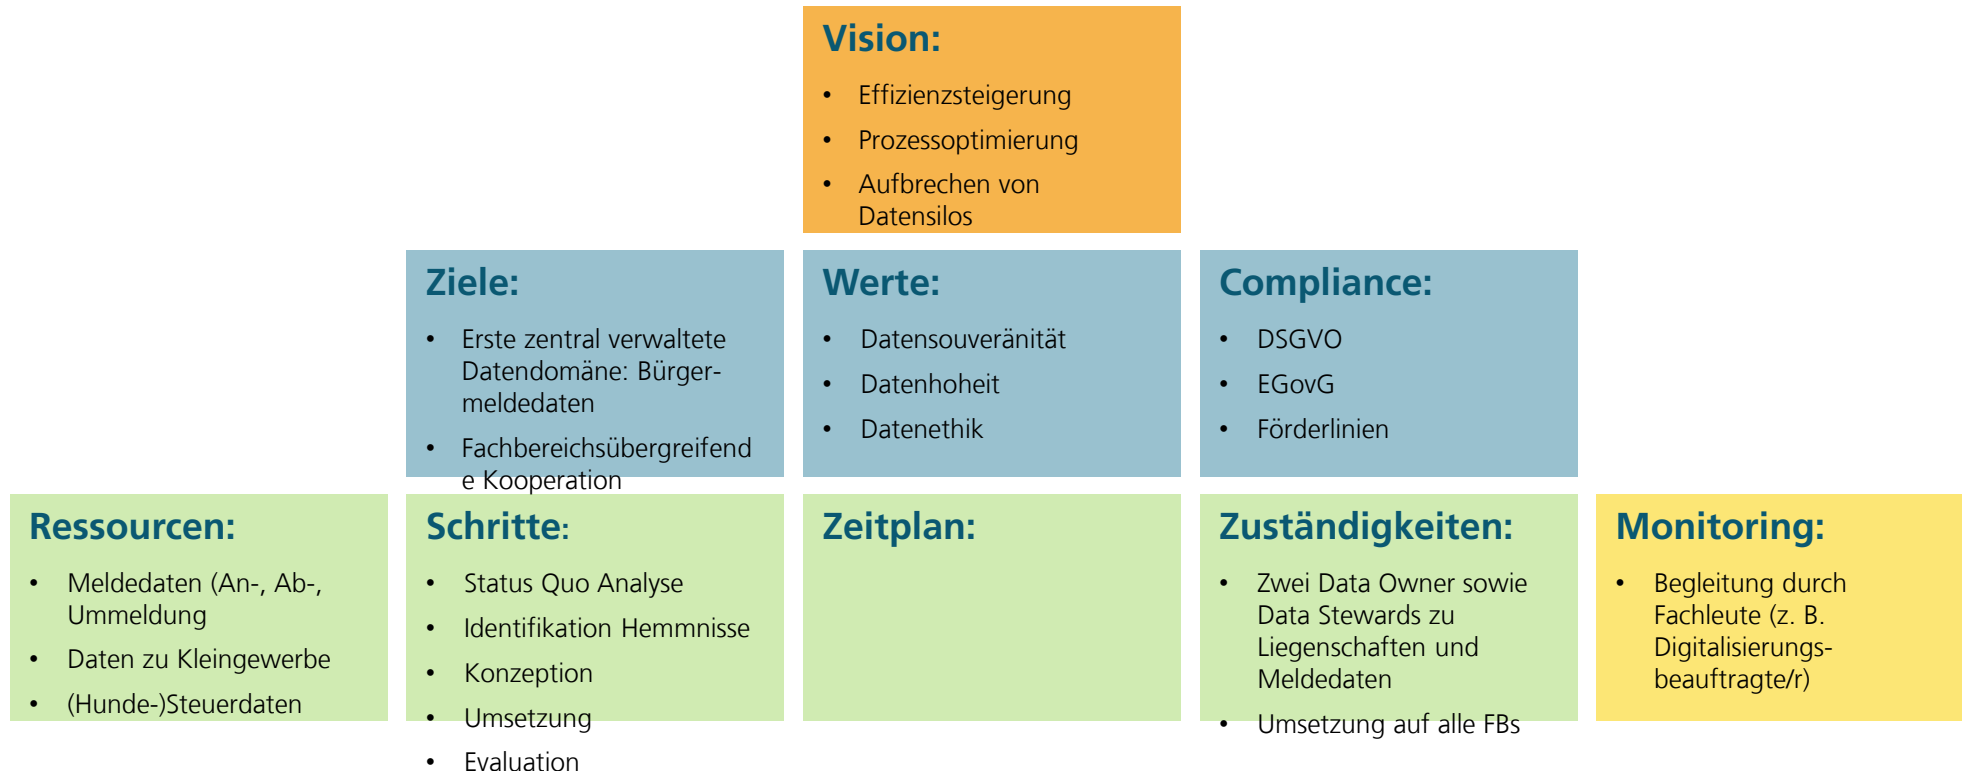 Vision:
• Effizienzsteigerung
• Prozessoptimierung
• Aufbrechen von
Datensilos
Ziele:
• Erste zentral verwaltete
Datendomäne: Bürger-
meldedaten
• Fachbereichsübergreifend
e Kooperation
Werte:
• Datensouveränität
• Datenhoheit
• Datenethik
Compliance:
• DSGVO
• EGovG
• Förderlinien
Ressourcen:
• Meldedaten (An-, Ab-,
Ummeldung
• Daten zu Kleingewerbe
• (Hunde-)Steuerdaten
Schritte:
• Status Quo Analyse
• Identifikation Hemmnisse
• Konzeption
• Umsetzung
• Evaluation
Zeitplan:
Zuständigkeiten:
• Zwei Data Owner sowie
Data Stewards zu
Liegenschaften und
Meldedaten
• Umsetzung auf alle FBs
Monitoring:
• Begleitung durch
Fachleute (z. B.
Digitalisierungs-
beauftragte/r)